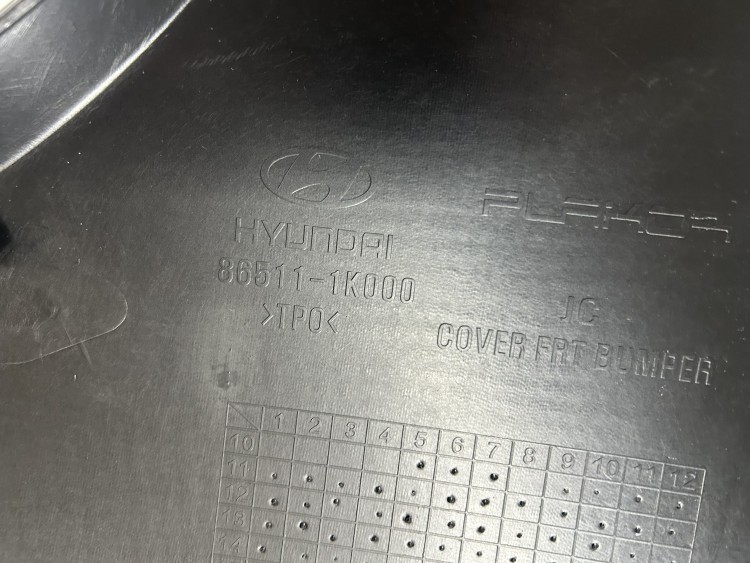 HYUNDAI
86511-1K000
>TPO<
PLAKOR
JC
COVER FRT BUMPER
1 2 3 4 5 6 7 8 9 10 11 12
10
11
12
13
14